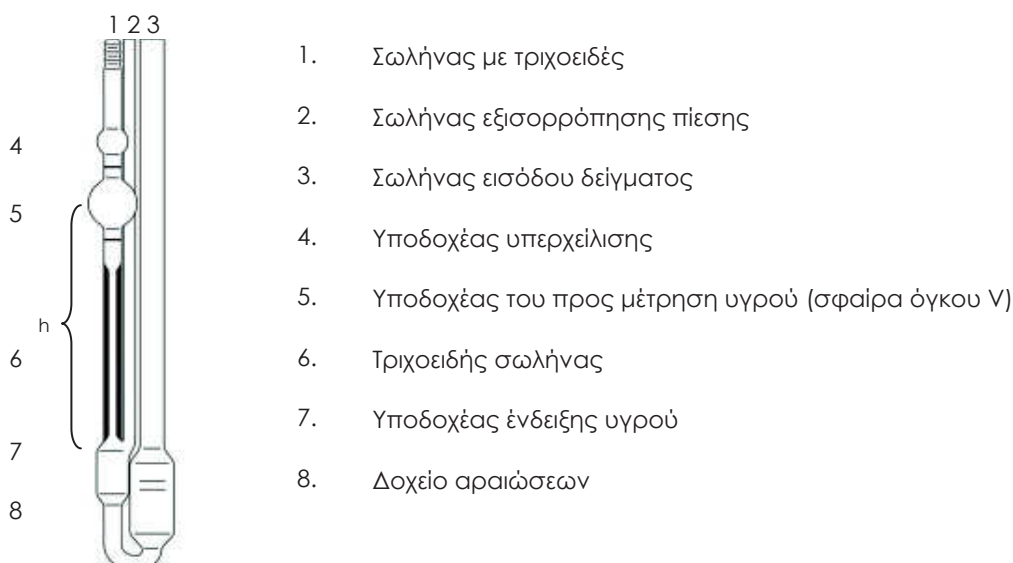 1 2 3
1. Σωλήνας με τριχοειδές
2. Σωλήνας εξισορρόπησης πίεσης
4
3. Σωλήνας εισόδου δείγματος
5
4. Υποδοχέας υπερχείλισης
5. Υποδοχέας του προς μέτρηση υγρού (σφαίρα όγκου V)
h
6
6. Τριχοειδής σωλήνας
7. Υποδοχέας ένδειξης υγρού
7
8. Δοχείο αραιώσεων
8